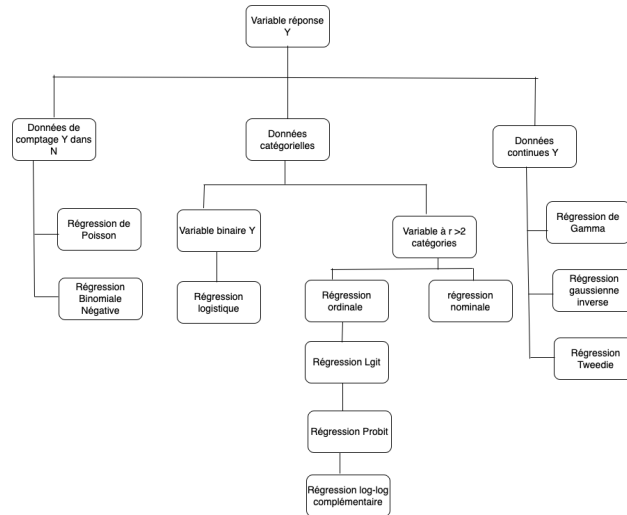 Variable réponse
Y
Données de
comptage Y dans
N
Données
catégorielles
Données
continues Y
Régression de
Poisson
Variable binaire Y
Variable à r >2
catégories
Régression de
Gamma
Régression
Binomiale
Négative
Régression
logistique
Régression
ordinale
régression
nominale
Régression
gaussienne
inverse
Régression Lgit
Régression
Tweedie
Régression Probit
Régression log-log
complémentaire